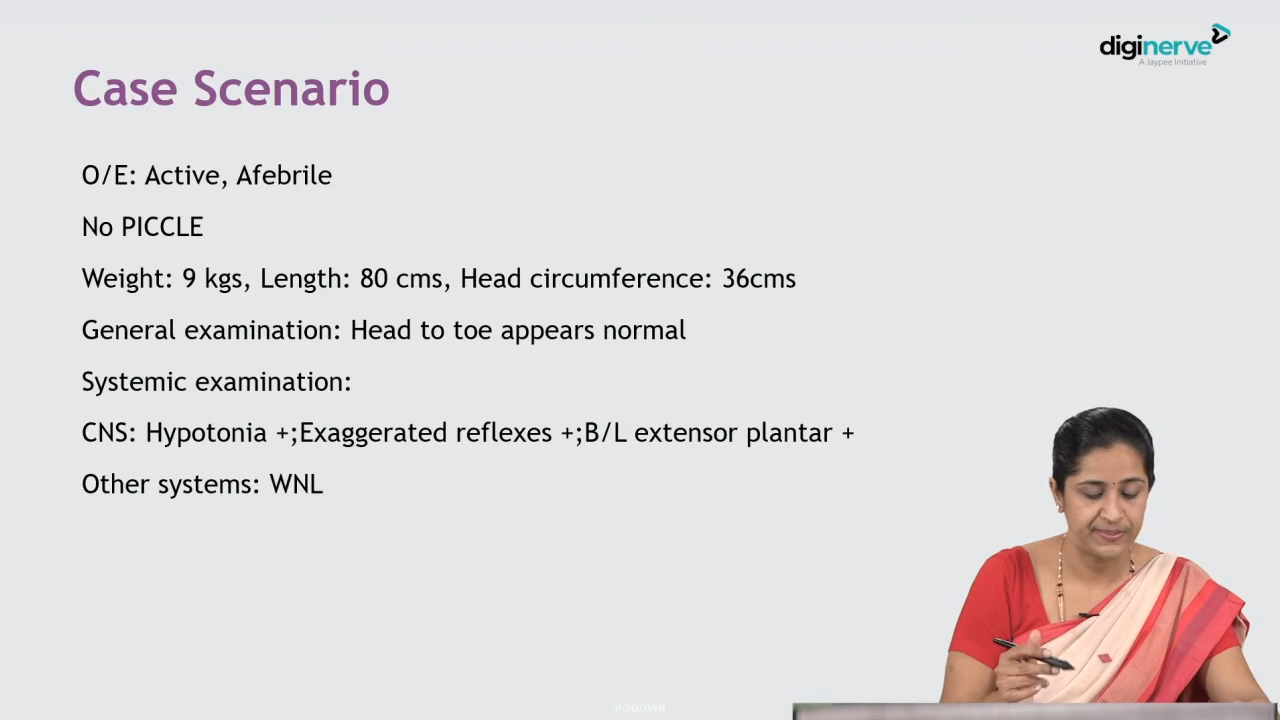 diginerve
A Jaypee Initiative
Case Scenario
O/E: Active, Afebrile
No PICCLE
Weight: 9 kgs, Length: 80 cms, Head circumference: 36cms
General examination: Head to toe appears normal
Systemic examination:
CNS: Hypotonia +;Exaggerated reflexes +;B/L extensor plantar +
Other systems: WNL